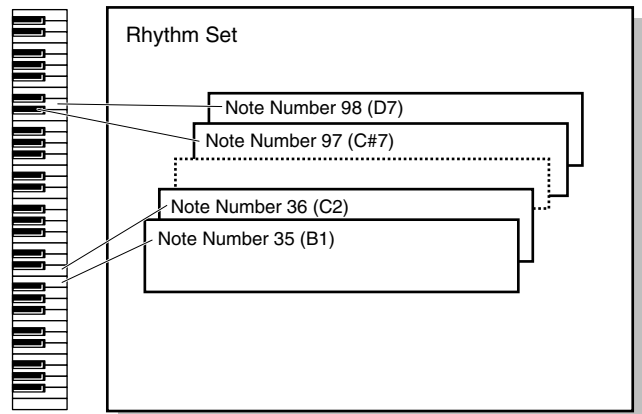 Rhythm Set
Note Number 98 (D7)
Note Number 97 (C#7)
Note Number 36 (C2)
Note Number 35 (B1)